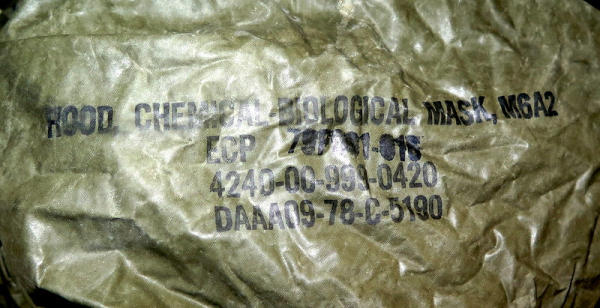 HOOD, CHEMICAL-BIOLOGICAL MASK, M6A2
ECP
4240-00-999-0420
DAAA09-78-C-5190